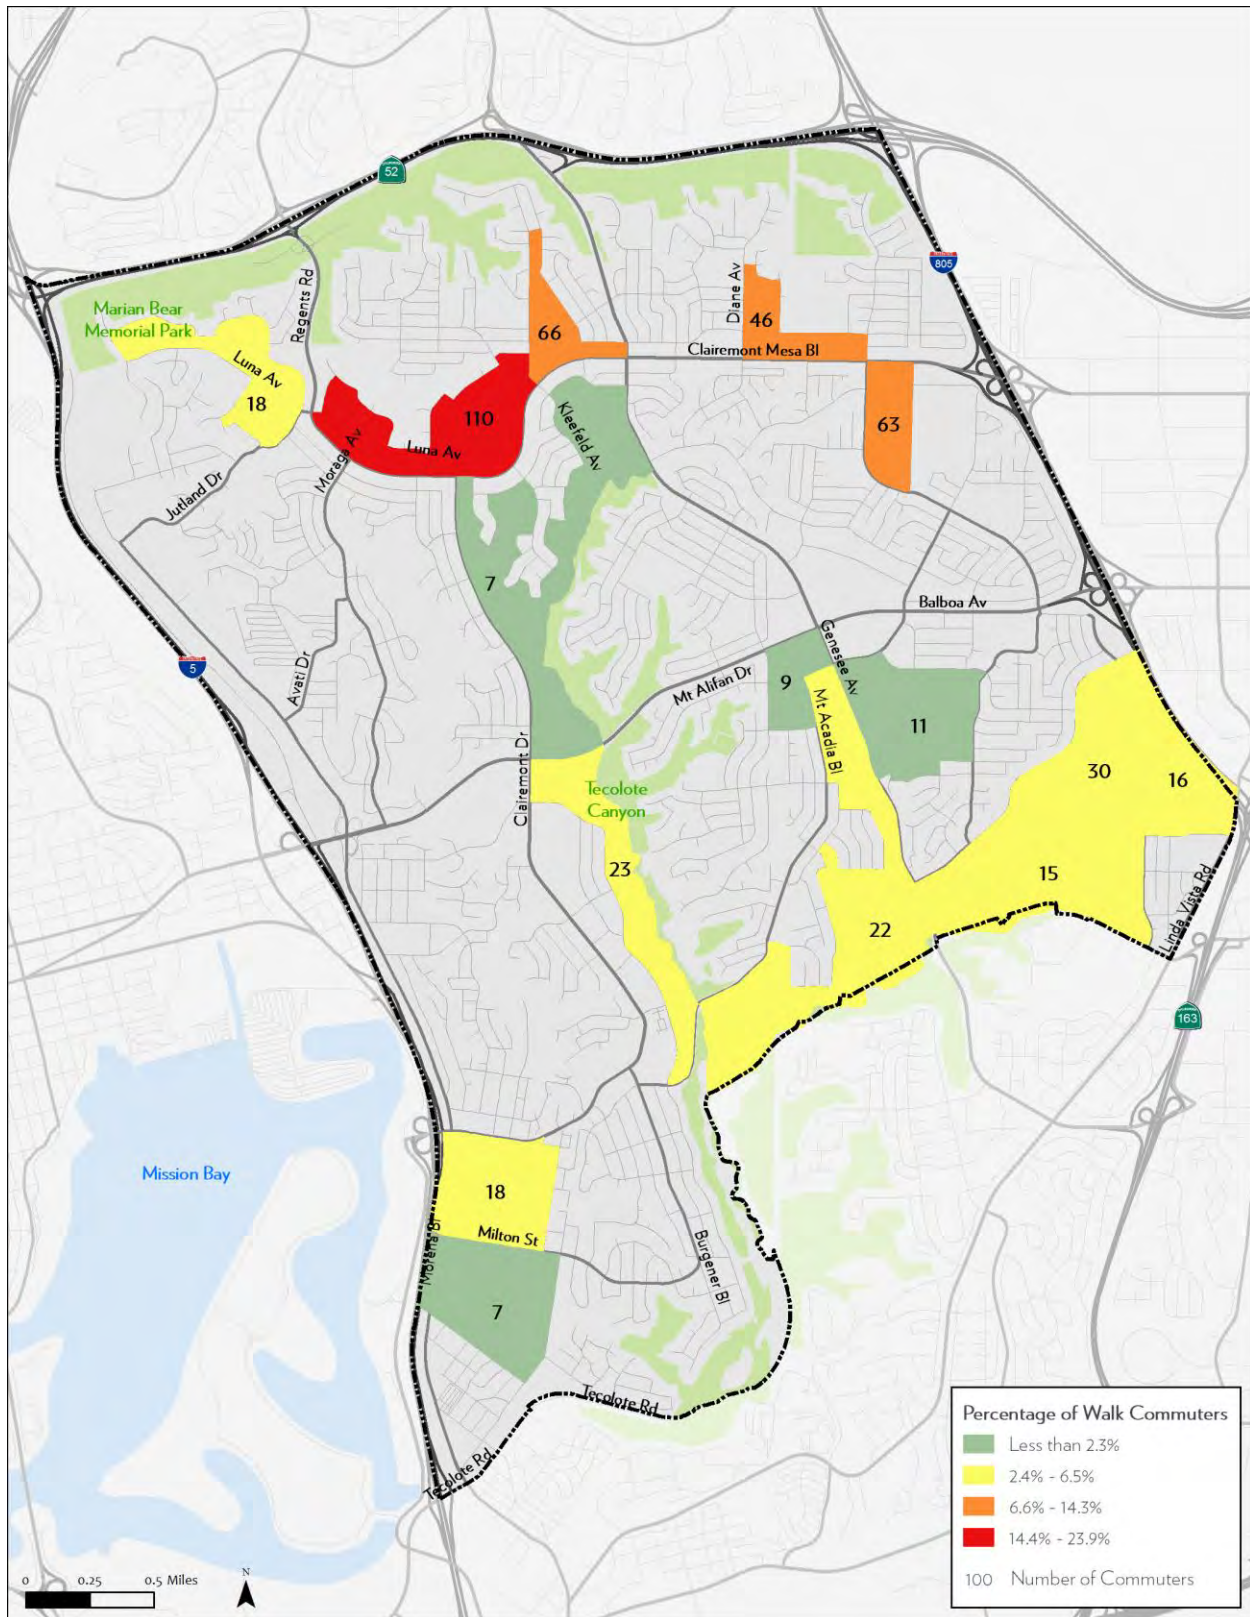 52
805
Regents Rd
Diane Av
Marian Bear
Memorial Park
66
46
Clairemont Mesa Bl
Luna Av
18
110
Kleefeld Av
63
Luna Av
Moraga Av
Jutland Dr
7
Balboa Av
Genesee Av
5
Avati Dr
Mt Alifan Dr
9
Mt Acadia Bl
11
30
16
Clairemont Dr
Tecolote
Canyon
23
15
Linda Vista Rd
22
163
Mission Bay
18
Milton St
Morena Bl
Burgener Bl
7
Tecolote Rd
Tecolote Rd
Percentage of Walk Commuters
Less than 2.3%
2.4% - 6.5%
6.6% - 14.3%
14.4% - 23.9%
100 Number of Commuters
0 0.25 0.5 Miles
N